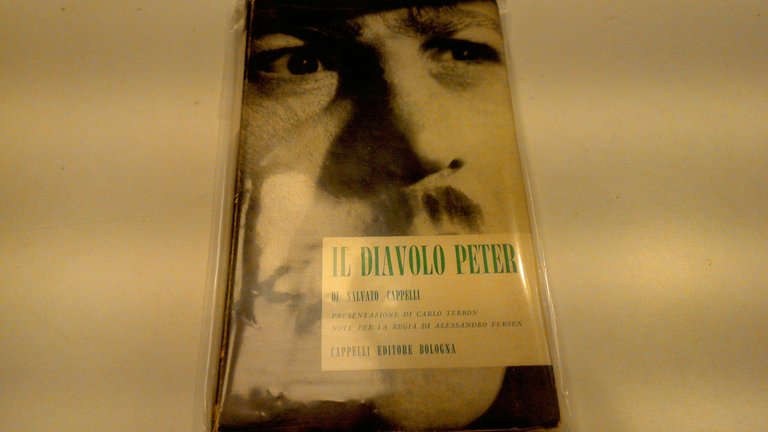 IL DIAVOLO PETER
DI SALVATO CAPPELLI
PRESENTAZIONE DI CARLO TERRON
NOTE PER LA REGIA DI ALESSANDRO FERSEN
CAPPELLI EDITORE BOLOGNA